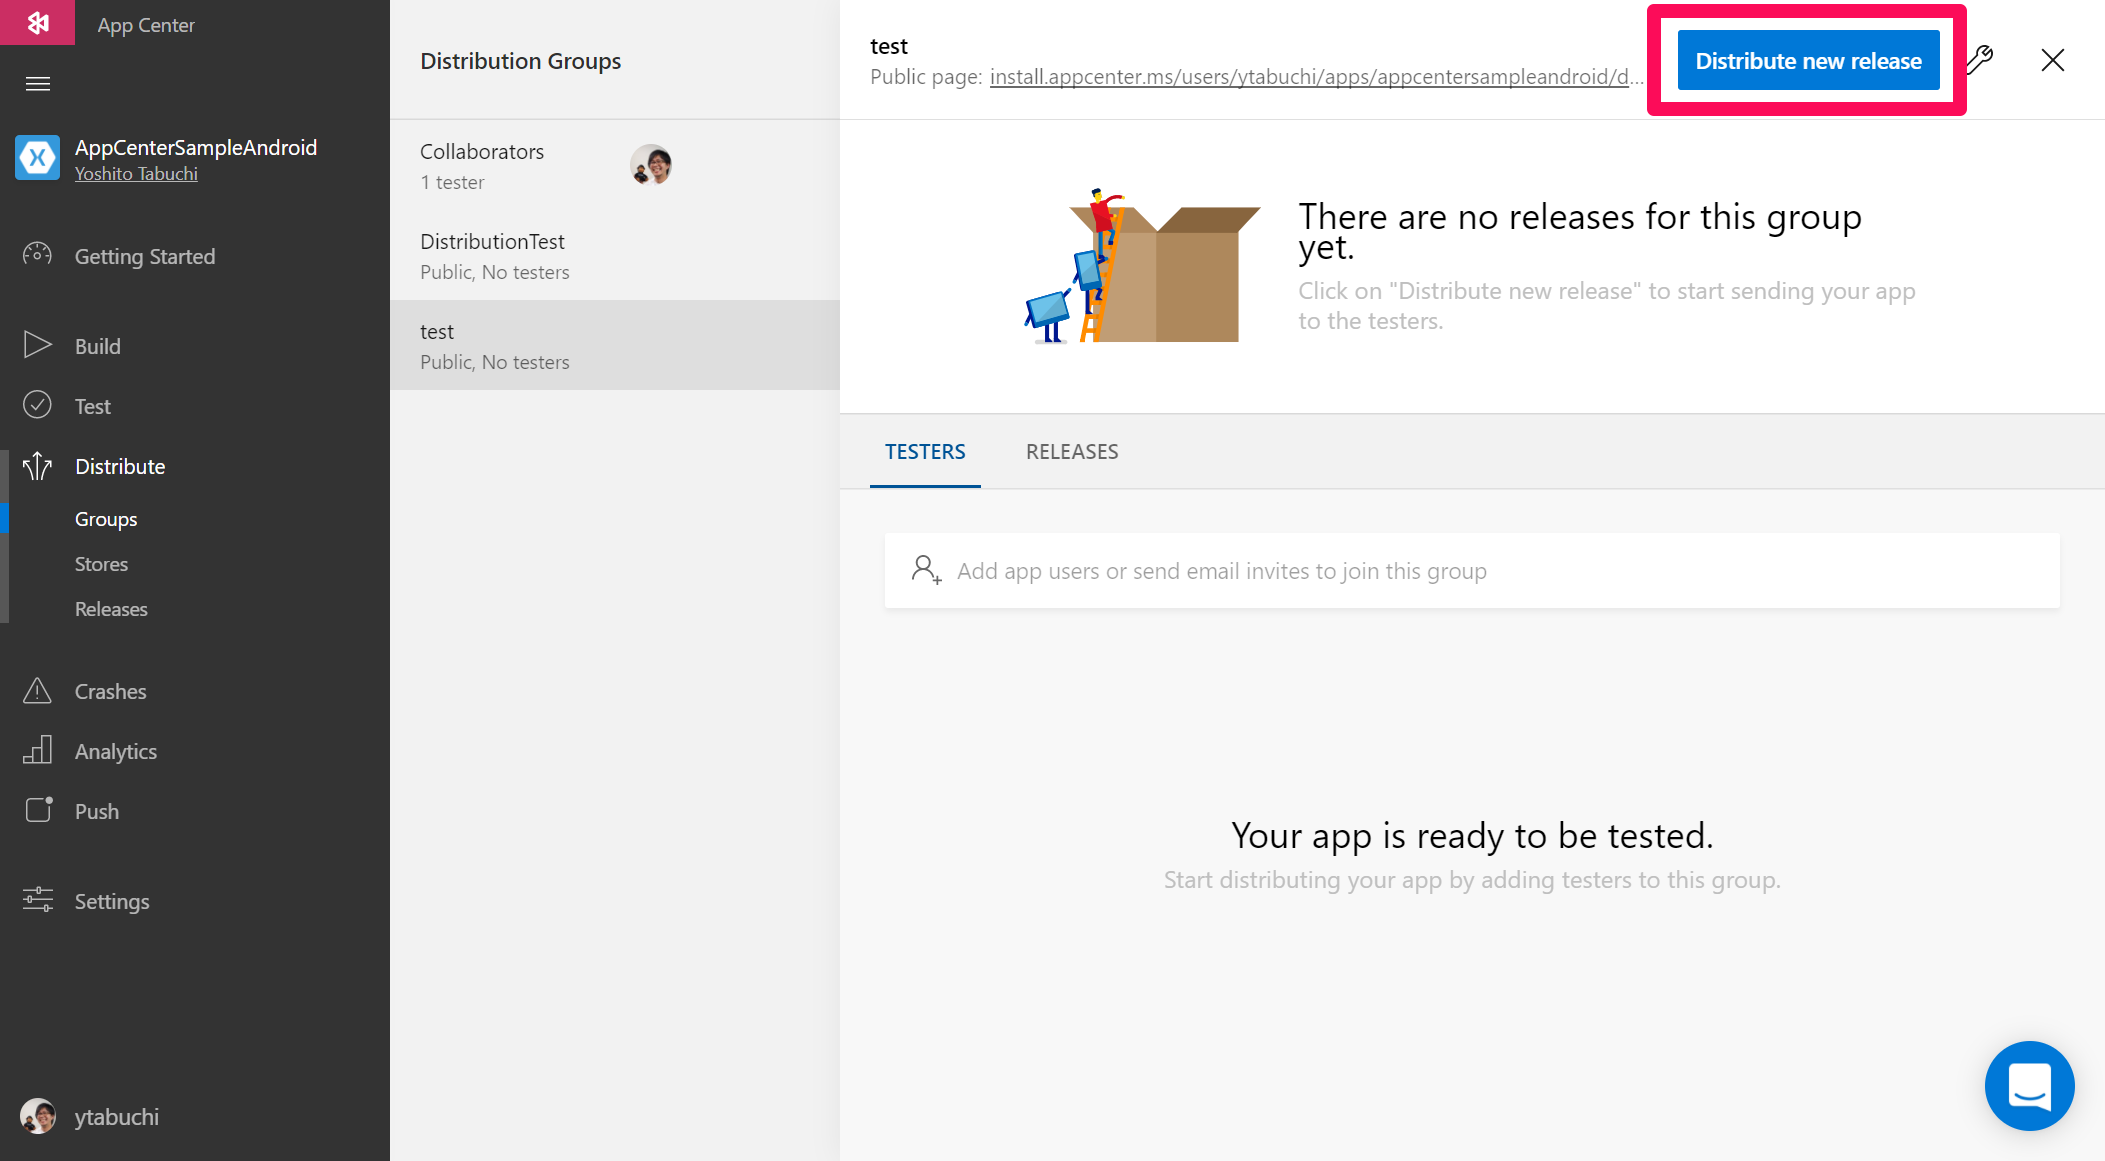 App Center
AppCenterSampleAndroid
Yoshito Tabuchi
Getting Started
Build
Test
Distribute
Groups
Stores
Releases
Crashes
Analytics
Push
Settings
ytabuchi
Distribution Groups
Collaborators
1 tester
DistributionTest
Public, No testers
test
Public, No testers
test
Public page: install.appcenter.ms/users/ytabuchi/apps/appcentersampleandroid/d...
Distribute new release
There are no releases for this group
yet.
Click on "Distribute new release" to start sending your app
to the testers.
TESTERS
RELEASES
Add app users or send email invites to join this group
Your app is ready to be tested.
Start distributing your app by adding testers to this group.